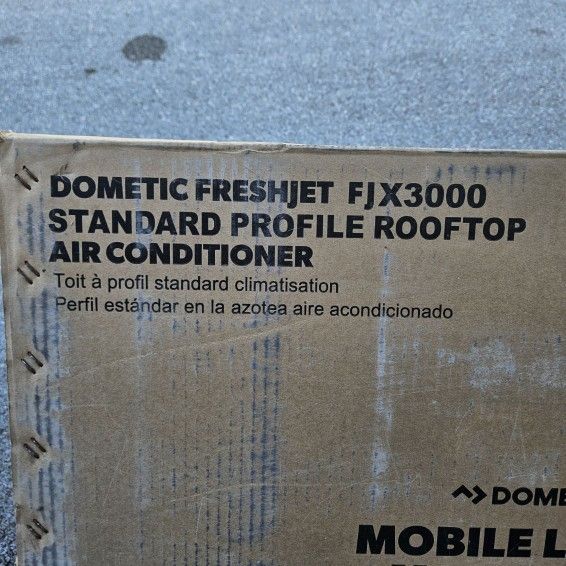 DOMETIC FRESHJET FJX3000
STANDARD PROFILE ROOFTOP
AIR CONDITIONER
Toit à profil standard climatisation
Perfil estándar en la azotea aire acondicionado
DOME
MOBILE L